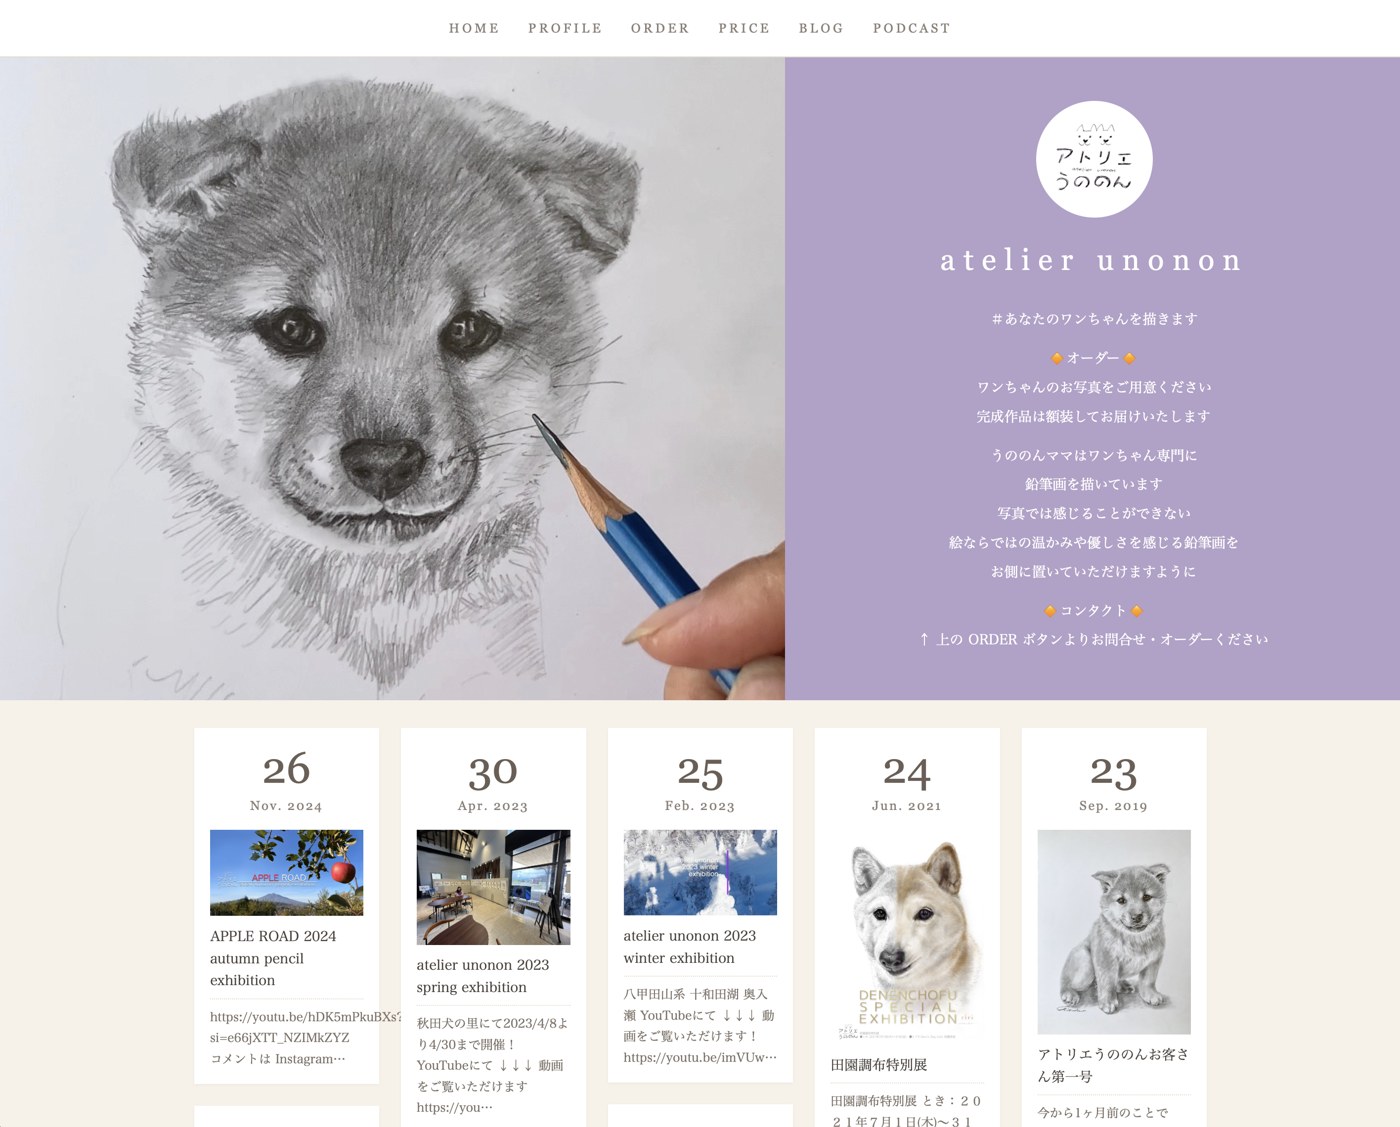 HOME PROFILE ORDER PRICE BLOG PODCAST
アトリエ
うののん
atelier unonon
＃あなたのワンちゃんを描きます
🔶オーダー🔶
ワンちゃんのお写真をご用意ください
完成作品は額装してお届けいたします
うののんママはワンちゃん専門に
鉛筆画を描いています
写真では感じることができない
絵ならではの温かみや優しさを感じる鉛筆画を
お側に置いていただけますように
🔶コンタクト🔶
↑ 上の ORDER ボタンよりお問合せ・オーダーください
26
Nov. 2024
APPLE ROAD
APPLE ROAD 2024
autumn pencil
exhibition
https://youtu.be/hDK5mPkuBXs?
si=e66jXTT_NZIMkZYZ
コメントは Instagram…
30
Apr. 2023
atelier unonon 2023
spring exhibition
秋田犬の里にて2023/4/8よ
り4/30まで開催！
YouTubeにて ↓↓↓ 動画
をご覧いただけます
https://you…
25
Feb. 2023
2023 winter
exhibition
atelier unonon 2023
winter exhibition
八甲田山系 十和田湖 奥入
瀬 YouTubeにて ↓↓↓ 動
画をご覧いただけます！
https://youtu.be/imVUw…
24
Jun. 2021
DENENCHOFU
SPECIAL
EXHIBITION
田園調布特別展
田園調布特別展 とき：２０
２１年７月１日(木)〜３１
23
Sep. 2019
アトリエうののんお客さ
ん第一号
今から1ヶ月前のことで